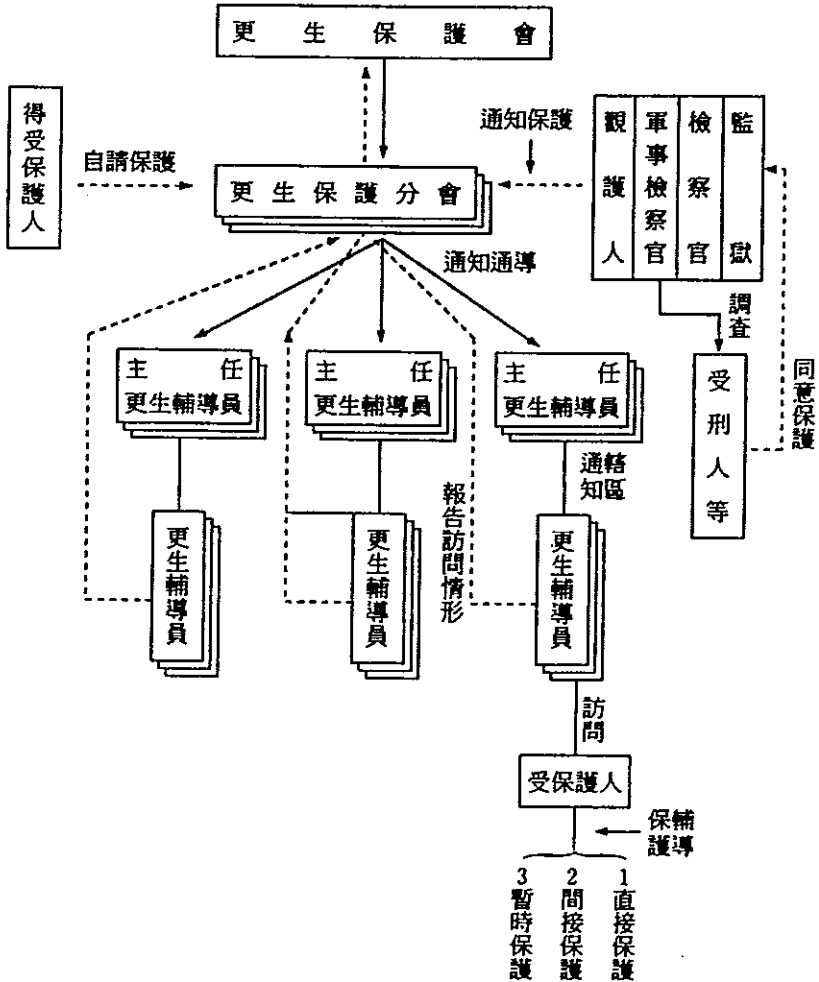 更生保護會
得受保護人
自請保護
更生保護分會
通知保護
監獄
檢察官
軍事檢察官
觀護人
通知通導
調查
受刑人等
同意保護
主任
更生輔導員
主任
更生輔導員
主任
更生輔導員
轄區
通知
更生輔導員
更生輔導員
更生輔導員
報告訪問情形
訪問
受保護人
輔導
保護
1直接保護
2間接保護
3暫時保護